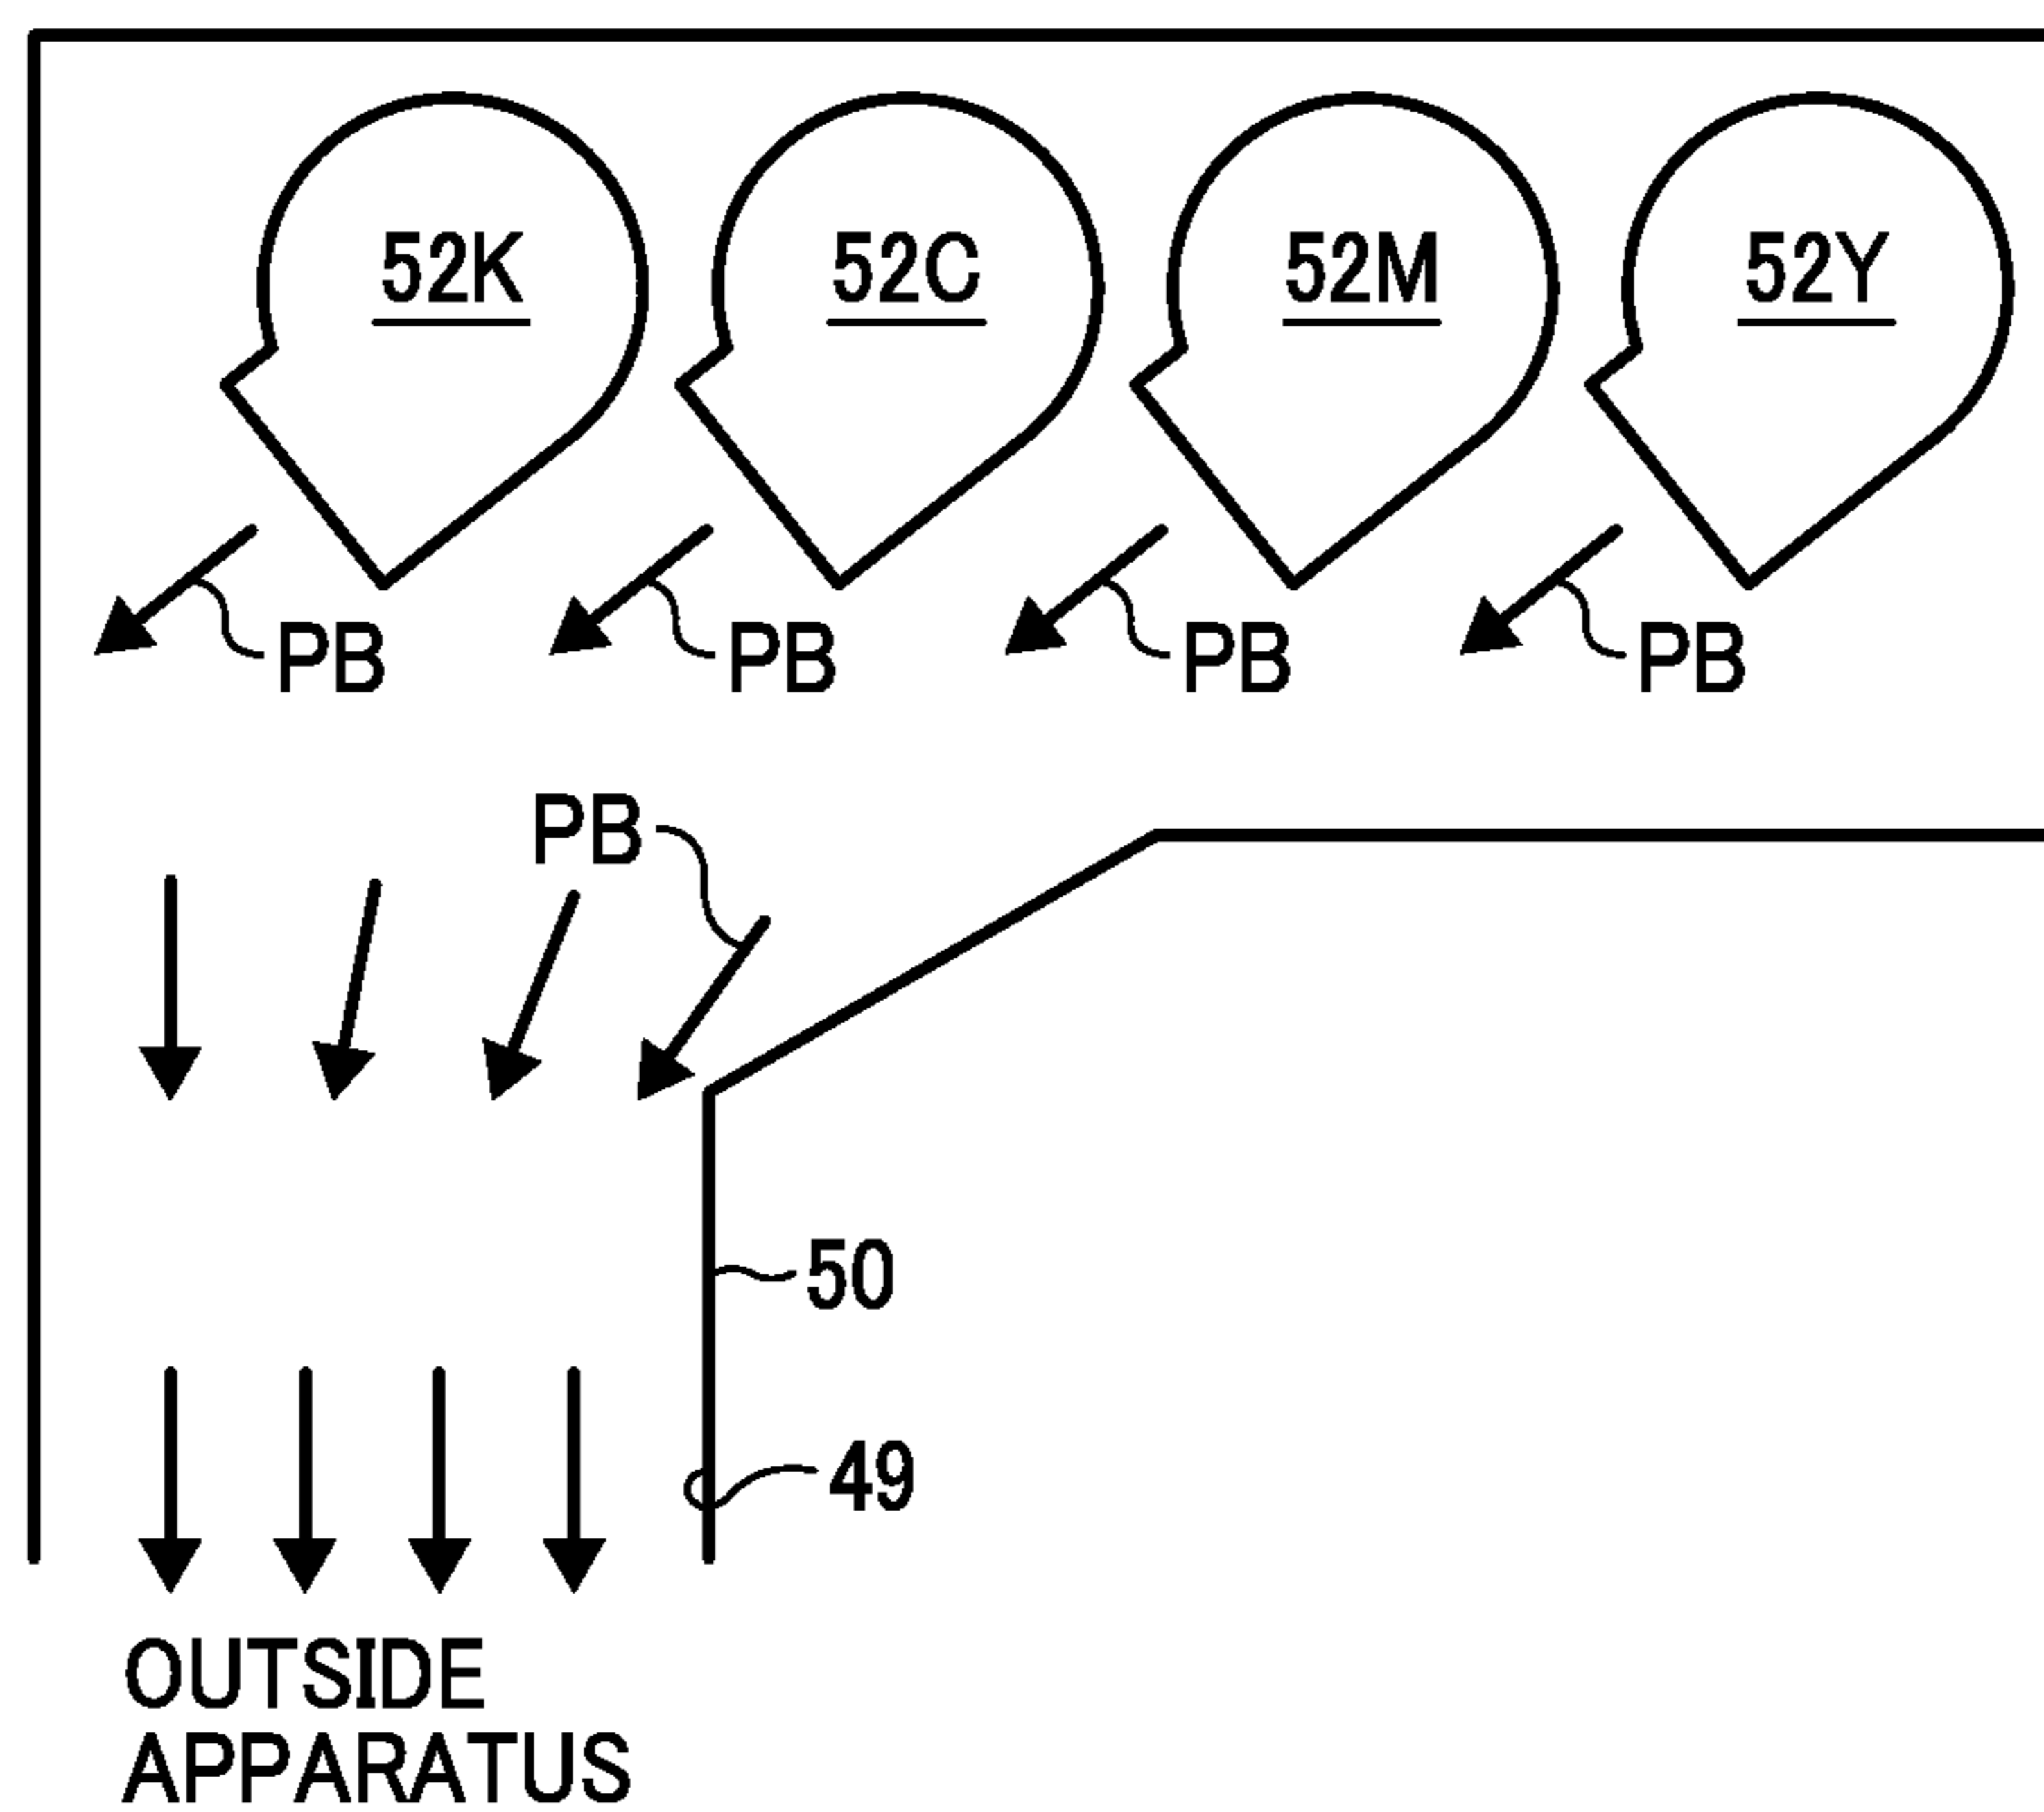 52K 52C 52M 52Y
PB PB PB PB
PB
50
49
OUTSIDE
APPARATUS